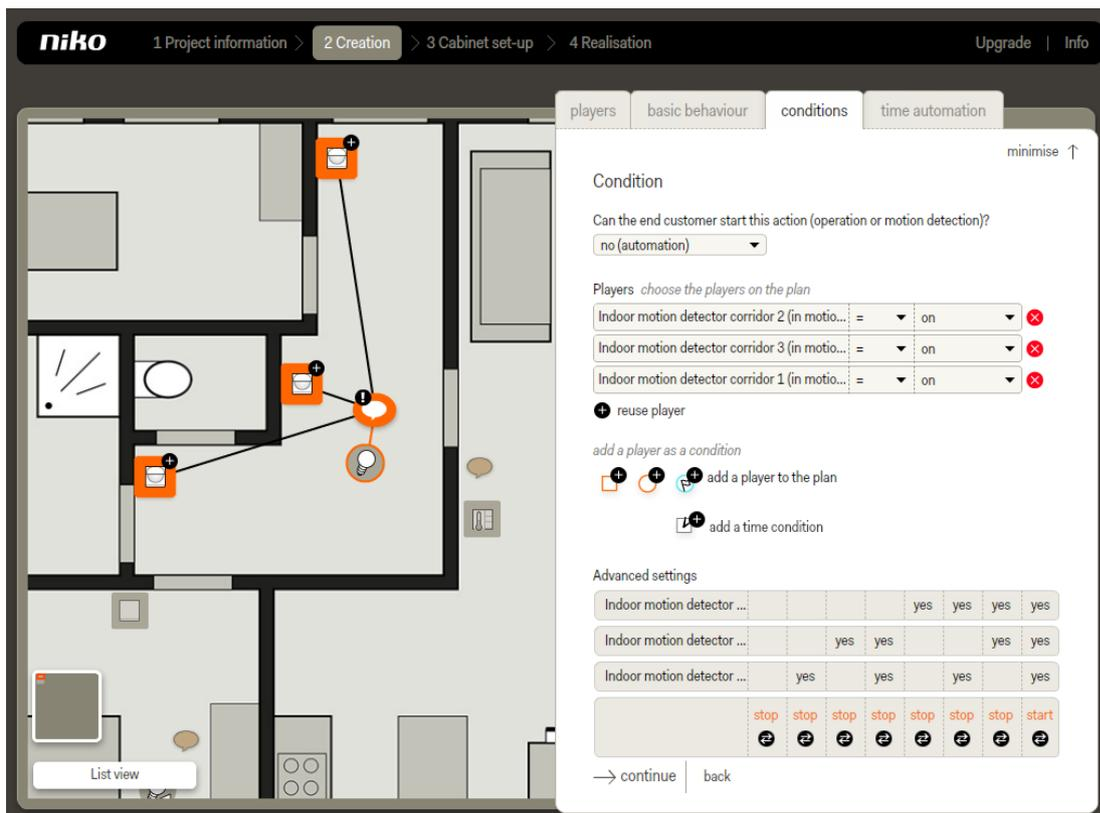 niko 1 Project information 2 Creation 3 Cabinet set-up 4 Realisation Upgrade | Info
players basic behaviour conditions time automation
minimise ↑
Condition
Can the end customer start this action (operation or motion detection)?
no (automation)
Players choose the players on the plan
Indoor motion detector corridor 2 (in motio... = on
Indoor motion detector corridor 3 (in motio... = on
Indoor motion detector corridor 1 (in motio... = on
reuse player
add a player as a condition
add a player to the plan
add a time condition
Advanced settings
Indoor motion detector ... yes yes yes yes
Indoor motion detector ... yes yes yes yes
Indoor motion detector ... yes yes yes yes
stop stop stop stop stop stop stop start
continue back
List view